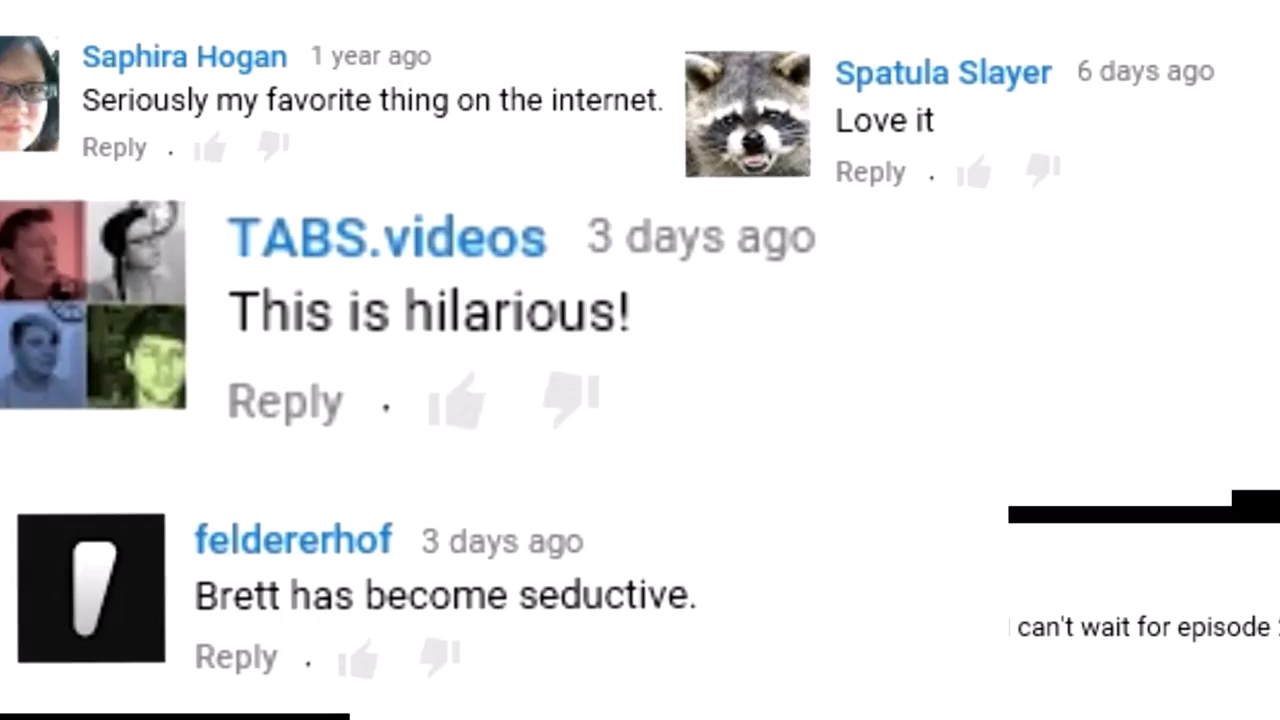 Saphira Hogan 1 year ago
Seriously my favorite thing on the internet.
Reply .
Spatula Slayer 6 days ago
Love it
Reply .
TABS.videos 3 days ago
This is hilarious!
Reply .
feldererhof 3 days ago
Brett has become seductive.
Reply .
can't wait for episode